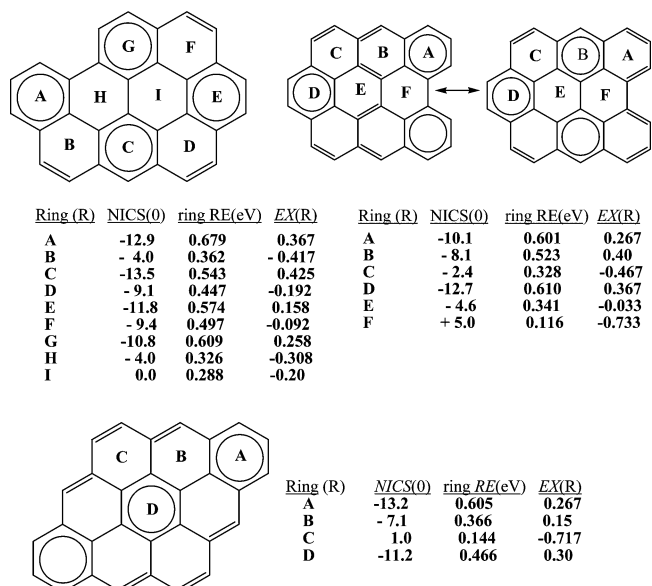 G F
C B A
C B A
A H I E
D E F
D E F
B C D
Ring (R) NICS(0) ring RE(eV) EX(R)
A -12.9 0.679 0.367
B - 4.0 0.362 - 0.417
C -13.5 0.543 0.425
D - 9.1 0.447 -0.192
E -11.8 0.574 0.158
F - 9.4 0.497 -0.092
G -10.8 0.609 0.258
H - 4.0 0.326 -0.308
I 0.0 0.288 -0.20
Ring (R) NICS(0) ring RE(eV) EX(R)
A -10.1 0.601 0.267
B - 8.1 0.523 0.40
C - 2.4 0.328 -0.467
D -12.7 0.610 0.367
E - 4.6 0.341 -0.033
F + 5.0 0.116 -0.733
C B A
D
Ring (R) NICS(0) ring RE(eV) EX(R)
A -13.2 0.605 0.267
B - 7.1 0.366 0.15
C 1.0 0.144 -0.717
D -11.2 0.466 0.30